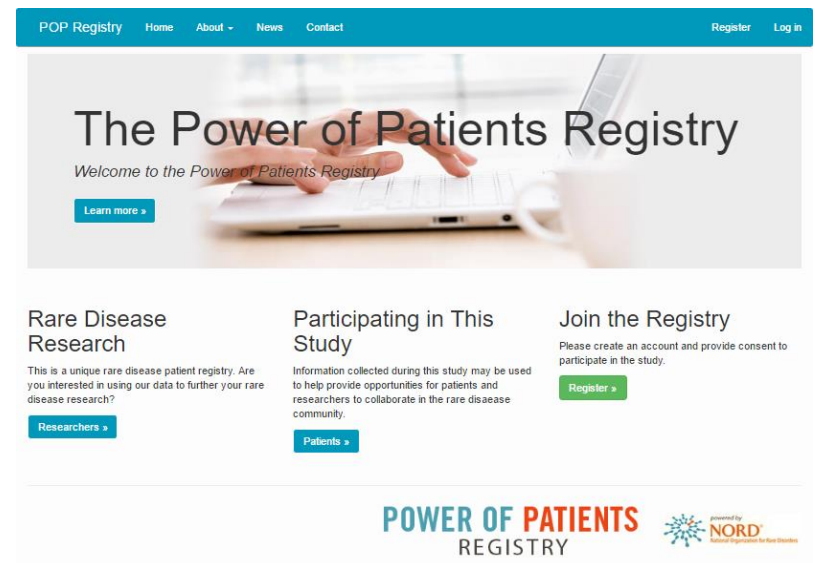 POP Registry Home About News Contact Register Log in
The Power of Patients Registry
Welcome to the Power of Patients Registry
Learn more »
Rare Disease
Research
This is a unique rare disease patient registry. Are
you interested in using our data to further your rare
disease research?
Researchers »
Participating in This
Study
Information collected during this study may be used
to help provide opportunities for patients and
researchers to collaborate in the rare disaease
community.
Patients »
Join the Registry
Please create an account and provide consent to
participate in the study.
Register »
POWER OF PATIENTS
REGISTRY
powered by
NORD®
National Organization for Rare Disorders